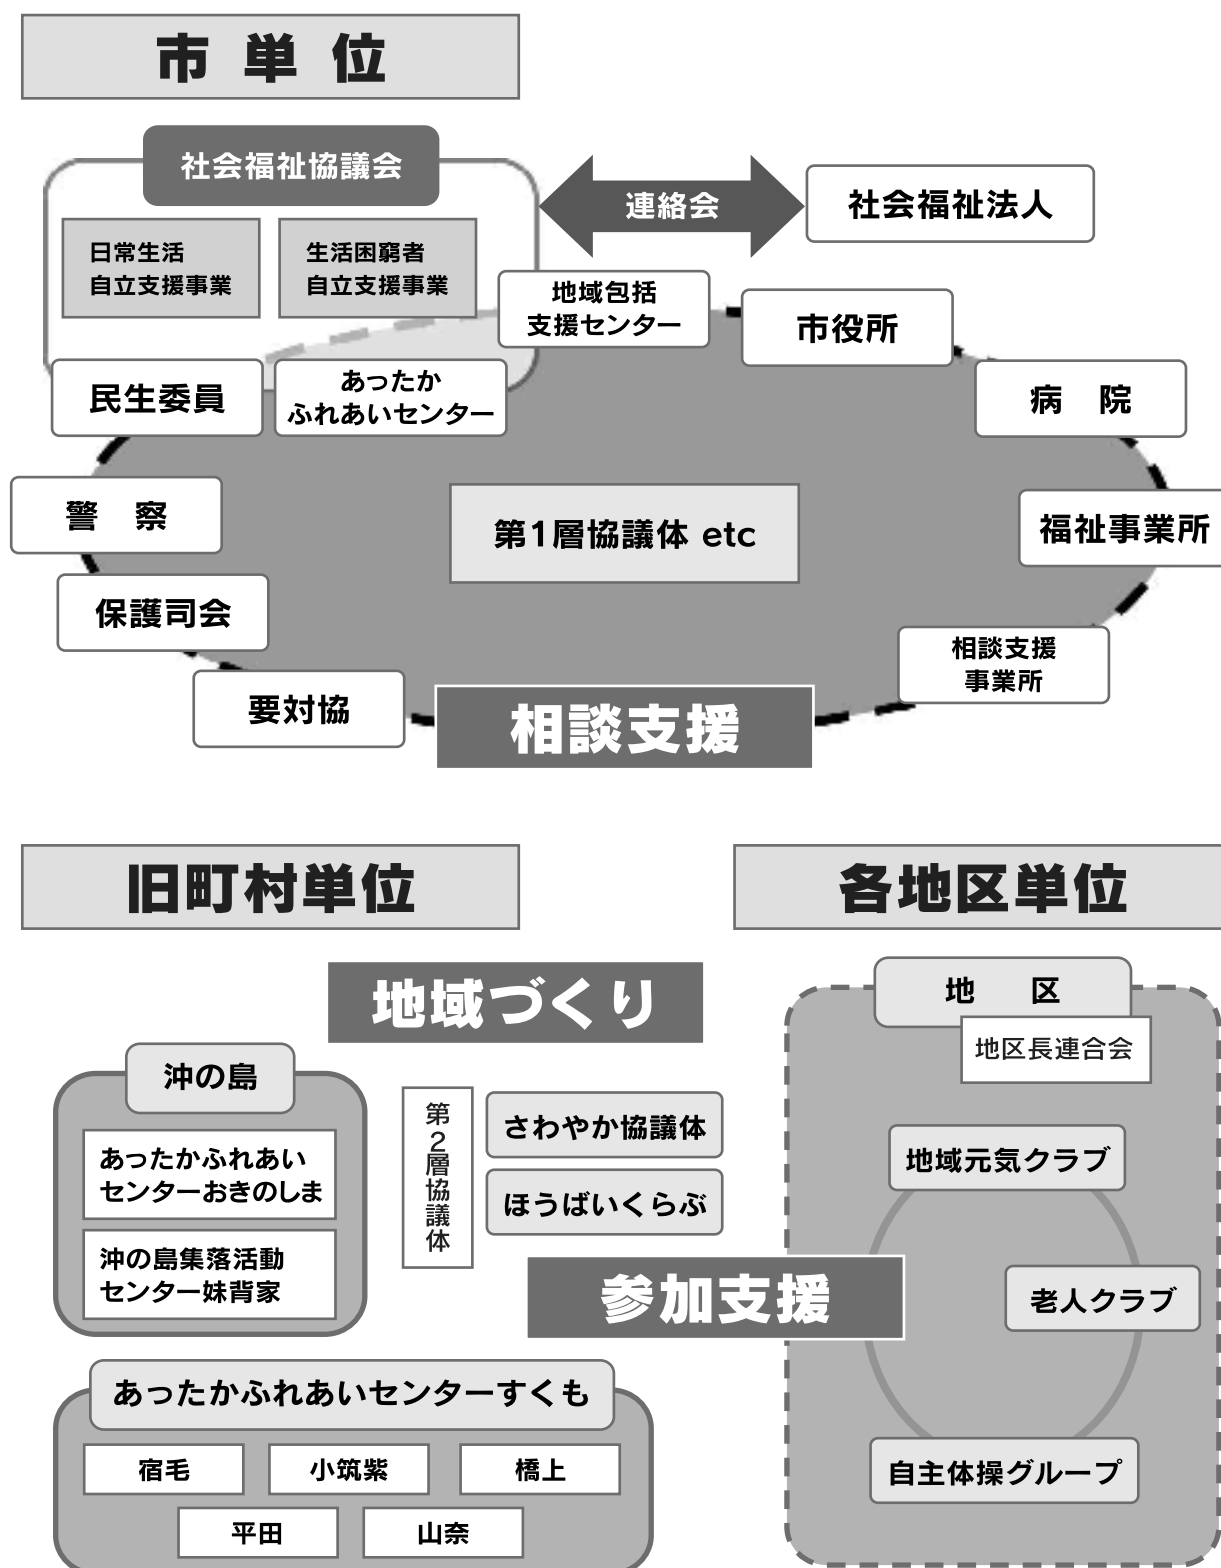 市単位
社会福祉協議会
日常生活
自立支援事業
生活困窮者
自立支援事業
連絡会
社会福祉法人
地域包括
支援センター
市役所
民生委員
あったか
ふれあいセンター
病　院
警　察
第1層協議体 etc
福祉事業所
保護司会
相談支援
事業所
要対協
相談支援
旧町村単位
各地区単位
地域づくり
地　区
地区長連合会
沖の島
あったかふれあい
センターおきのしま
沖の島集落活動
センター妹背家
第2層協議体
さわやか協議体
ほうばいくらぶ
地域元気クラブ
参加支援
老人クラブ
自主体操グループ
あったかふれあいセンターすくも
宿毛
小筑紫
橋上
平田
山奈